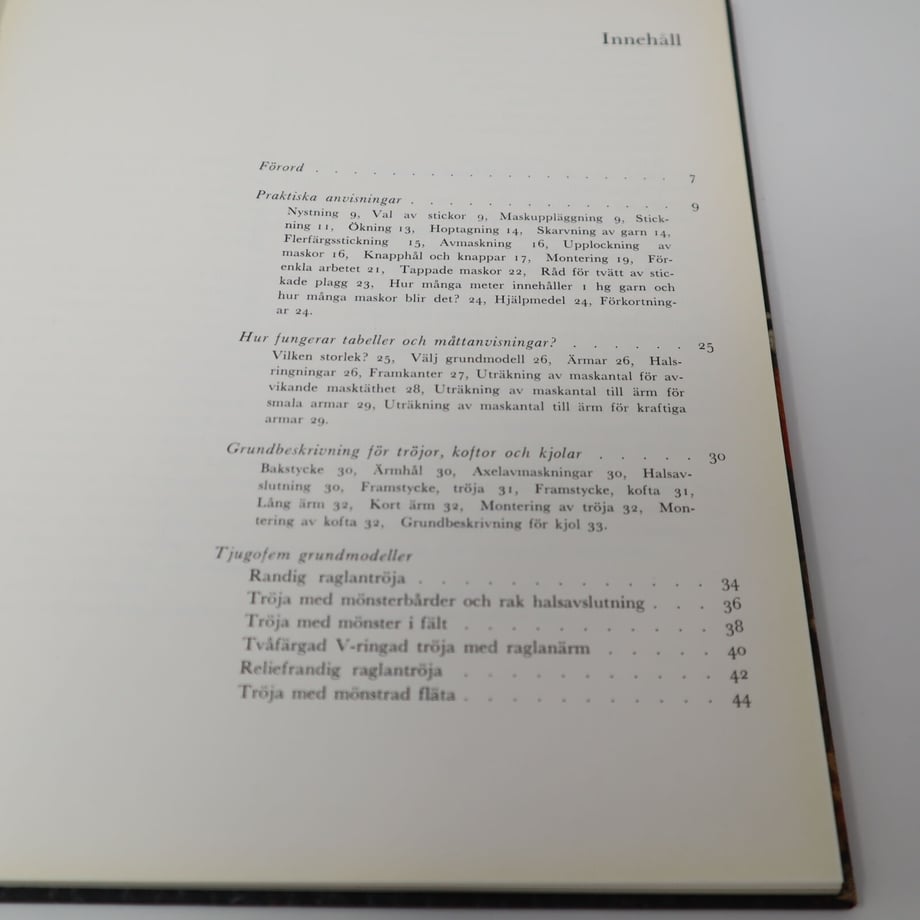 Innehåll
Förord . . . . . . . . . . . . . . . . . 7
Praktiska anvisningar . . . . . . . . . . . . . 9
Nystning 9, Val av stickor 9, Maskuppläggning 9, Stick-
ning 11, Ökning 13, Hoptagning 14, Skarvning av garn 14,
Flerfärgsstickning 15, Avmaskning 16, Upplockning av
maskor 16, Knapphål och knappar 17, Montering 19, För-
enkla arbetet 21, Tappade maskor 22, Råd för tvätt av stic-
kade plagg 23, Hur många meter innehåller 1 hg garn och
hur många maskor blir det? 24, Hjälpmedel 24, Förkortning-
ar 24.
Hur fungerar tabeller och måttanvisningar? . . . . . . 25
Vilken storlek? 25, Välj grundmodell 26, Ärmar 26, Hals-
ringningar 26, Framkanter 27, Uträkning av maskantal för av-
vikande masktäthet 28, Uträkning av maskantal till ärm för
smala armar 29, Uträkning av maskantal till ärm för kraftiga
armar 29.
Grundbeskrivning för tröjor, koftor och kjolar . . . . . 30
Bakstycke 30, Ärmhål 30, Axelavmaskningar 30, Halsav-
slutning 30, Framstycke, tröja 31, Framstycke, kofta 31,
Lång ärm 32, Kort ärm 32, Montering av tröja 32, Mon-
tering av kofta 32, Grundbeskrivning för kjol 33.
Tjugofem grundmodeller
Randig raglantröja . . . . . . . . . . . . 34
Tröja med mönsterbårder och rak halsavslutning . . . 36
Tröja med mönster i fält . . . . . . . . . . . 38
Tvåfärgad V-ringad tröja med raglanärm . . . . . 40
Reliefrandig raglantröja . . . . . . . . . . . 42
Tröja med mönstrad fläta . . . . . . . . . . . 44